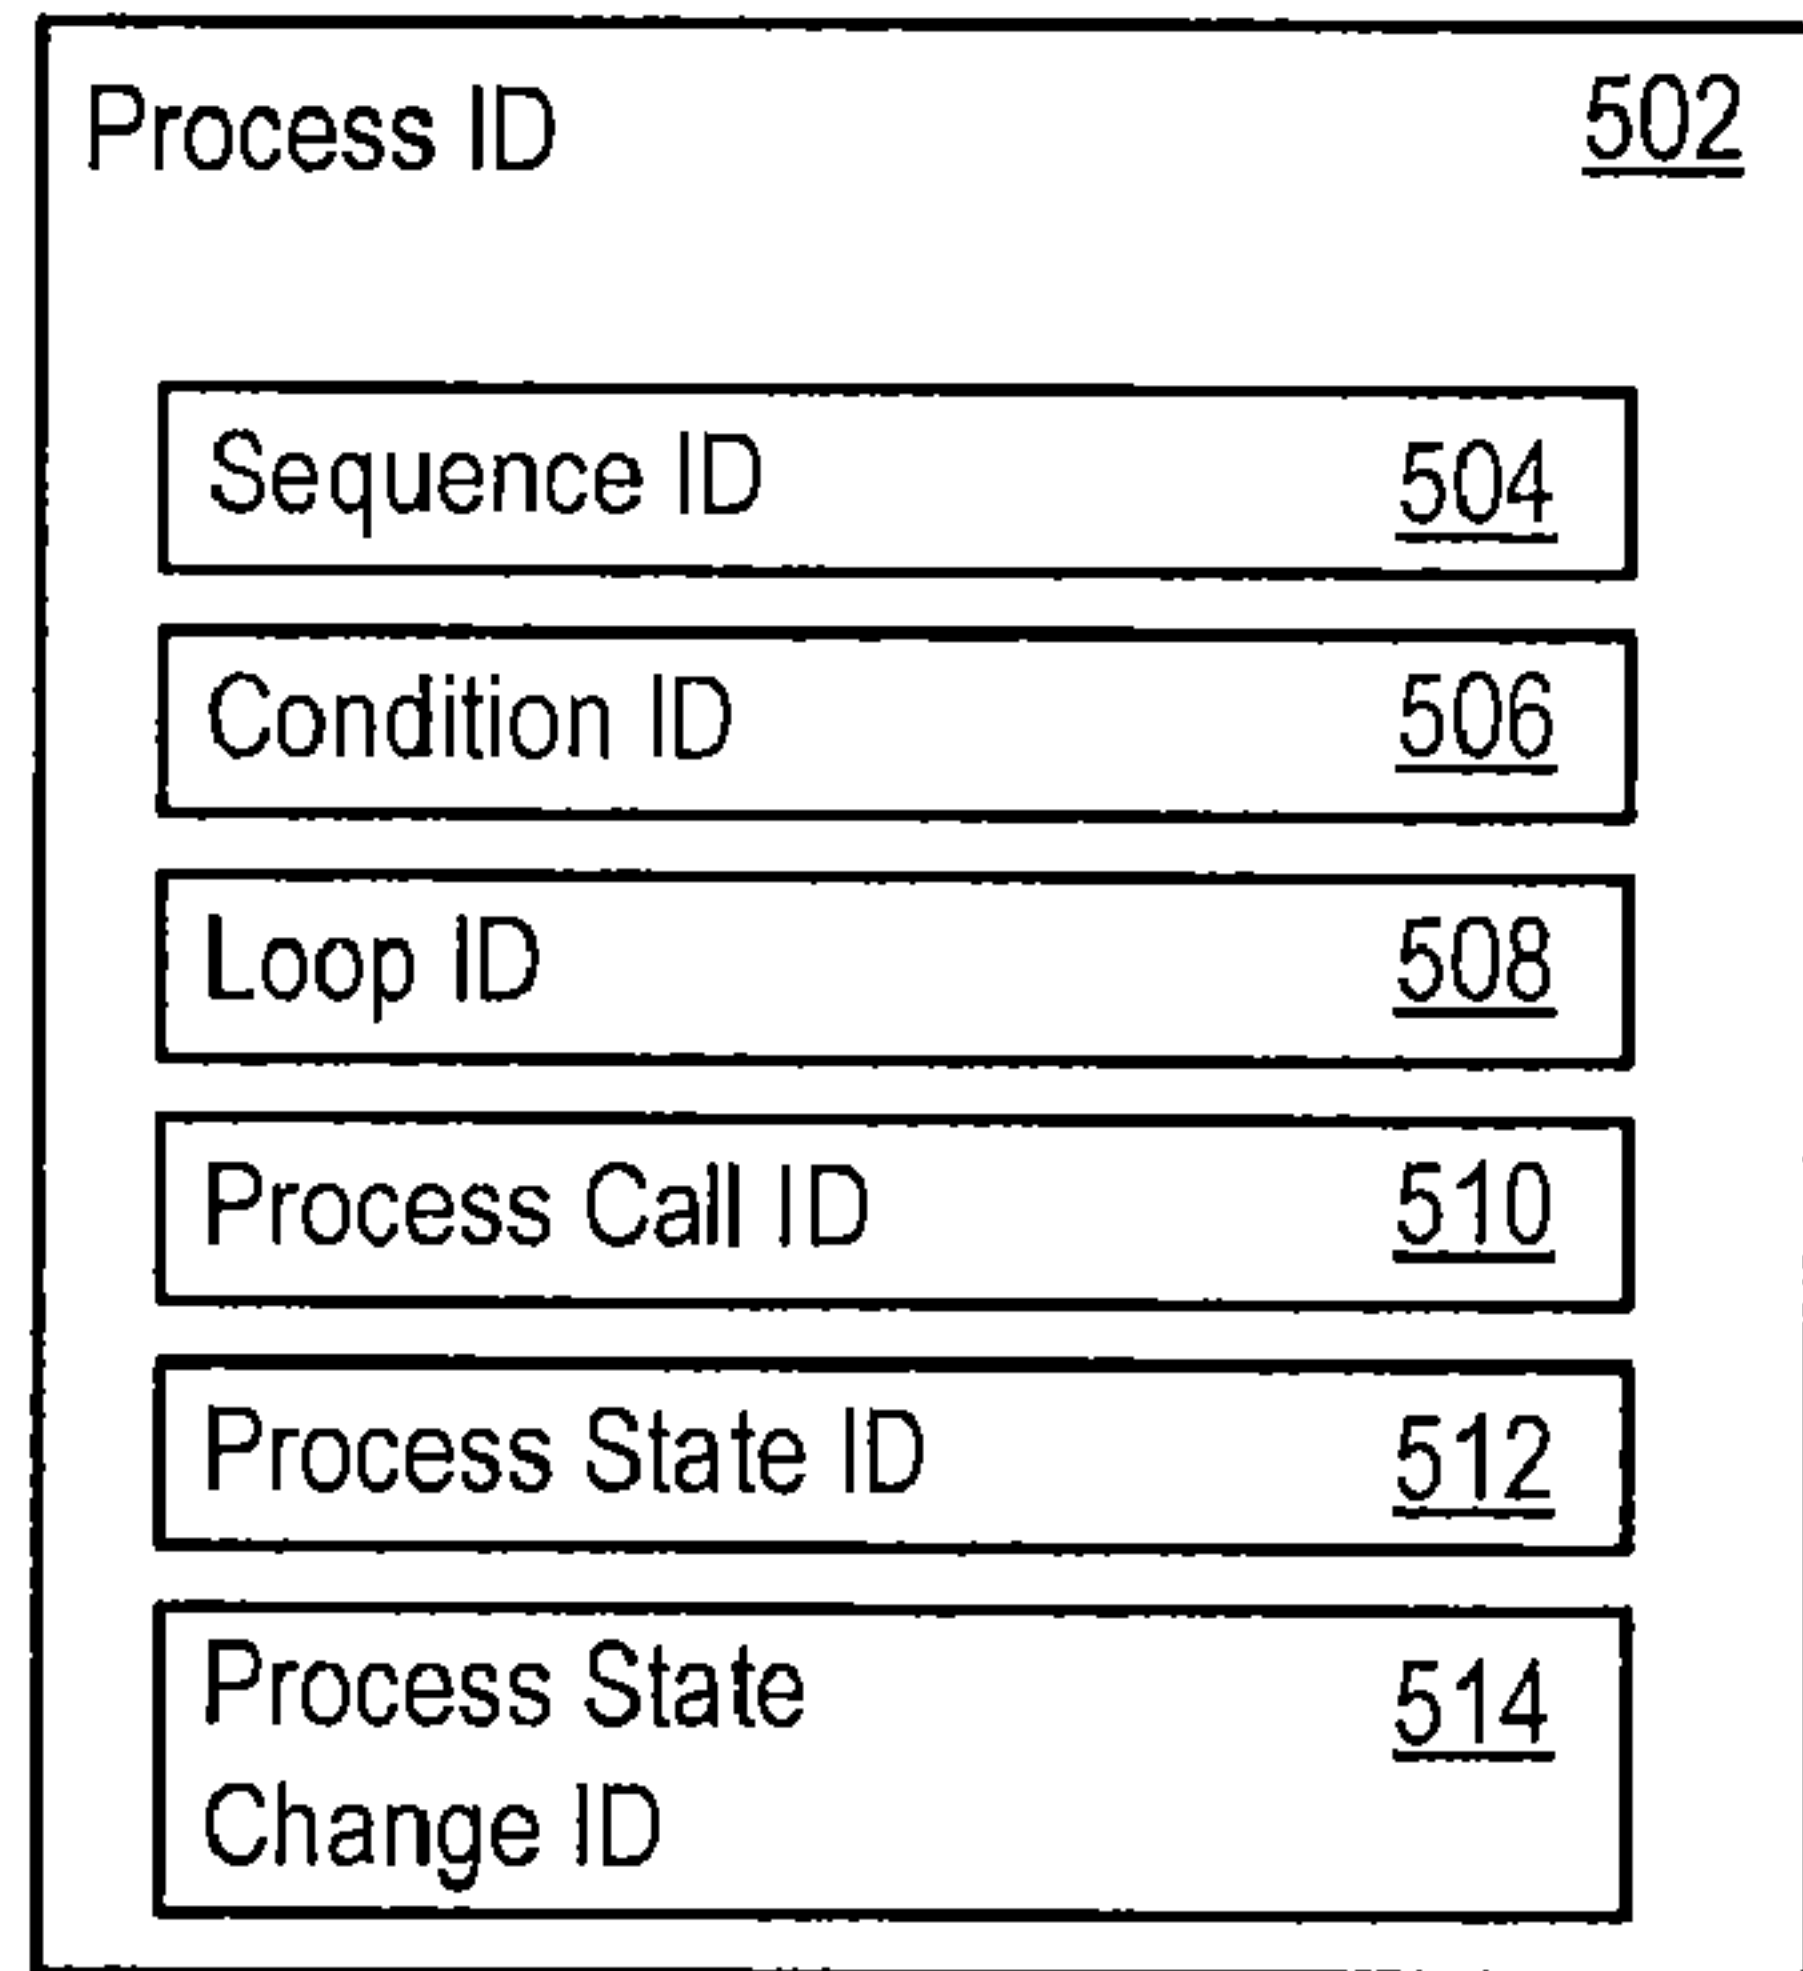 Process ID 502
Sequence ID 504
Condition ID 506
Loop ID 508
Process Call ID 510
Process State ID 512
Process State 514
Change ID